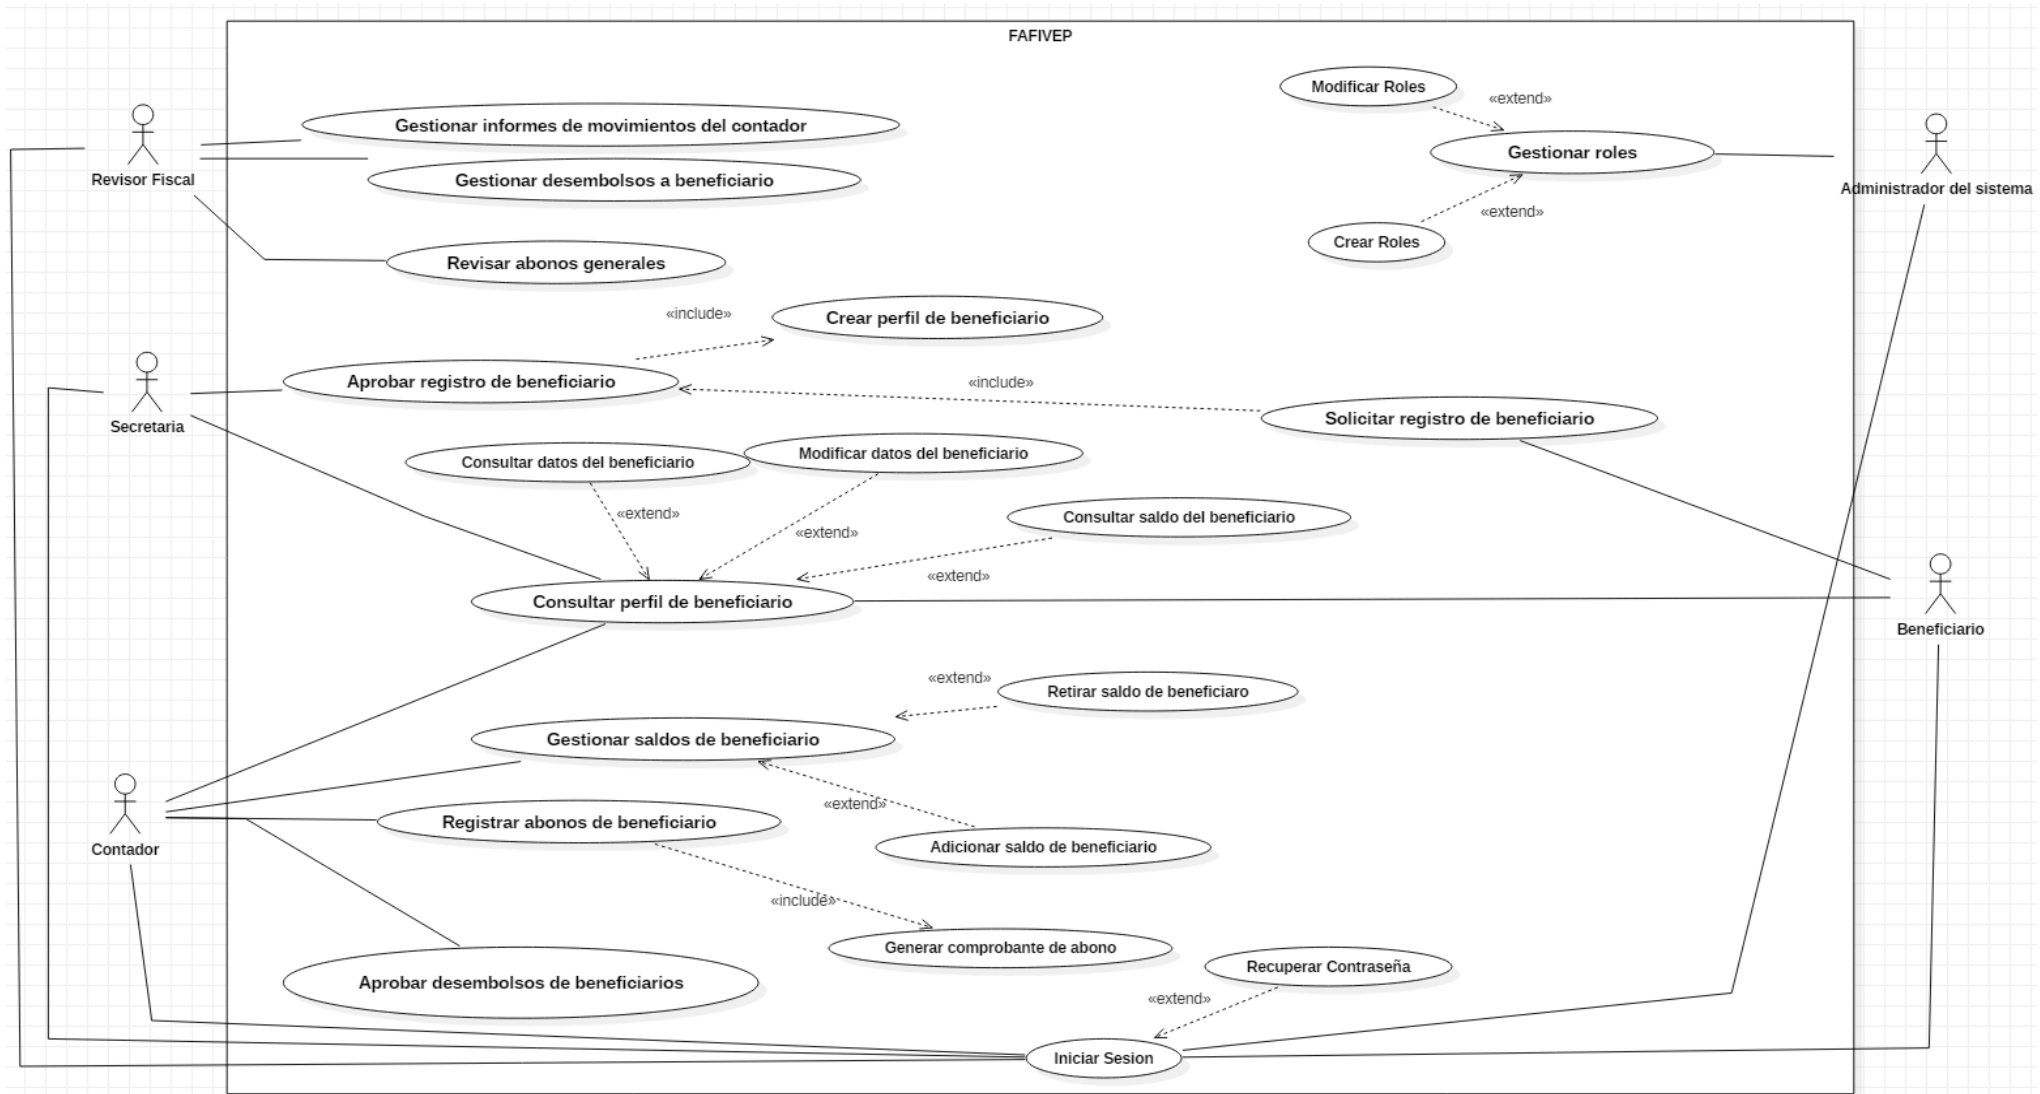 FAFIVEP
Modificar Roles
«extend»
Gestionar informes de movimientos del contador
Gestionar roles
Revisor Fiscal
Gestionar desembolsos a beneficiario
Administrador del sistema
«extend»
Crear Roles
Revisar abonos generales
«include»
Crear perfil de beneficiario
Aprobar registro de beneficiario
«include»
Secretaria
Solicitar registro de beneficiario
Consultar datos del beneficiario
Modificar datos del beneficiario
«extend»
«extend»
Consultar saldo del beneficiario
«extend»
Consultar perfil de beneficiario
Beneficiario
«extend»
Retirar saldo de beneficiaro
Gestionar saldos de beneficiario
«extend»
Registrar abonos de beneficiario
Contador
Adicionar saldo de beneficiario
«include»
Generar comprobante de abono
Recuperar Contraseña
Aprobar desembolsos de beneficiarios
«extend»
Iniciar Sesion